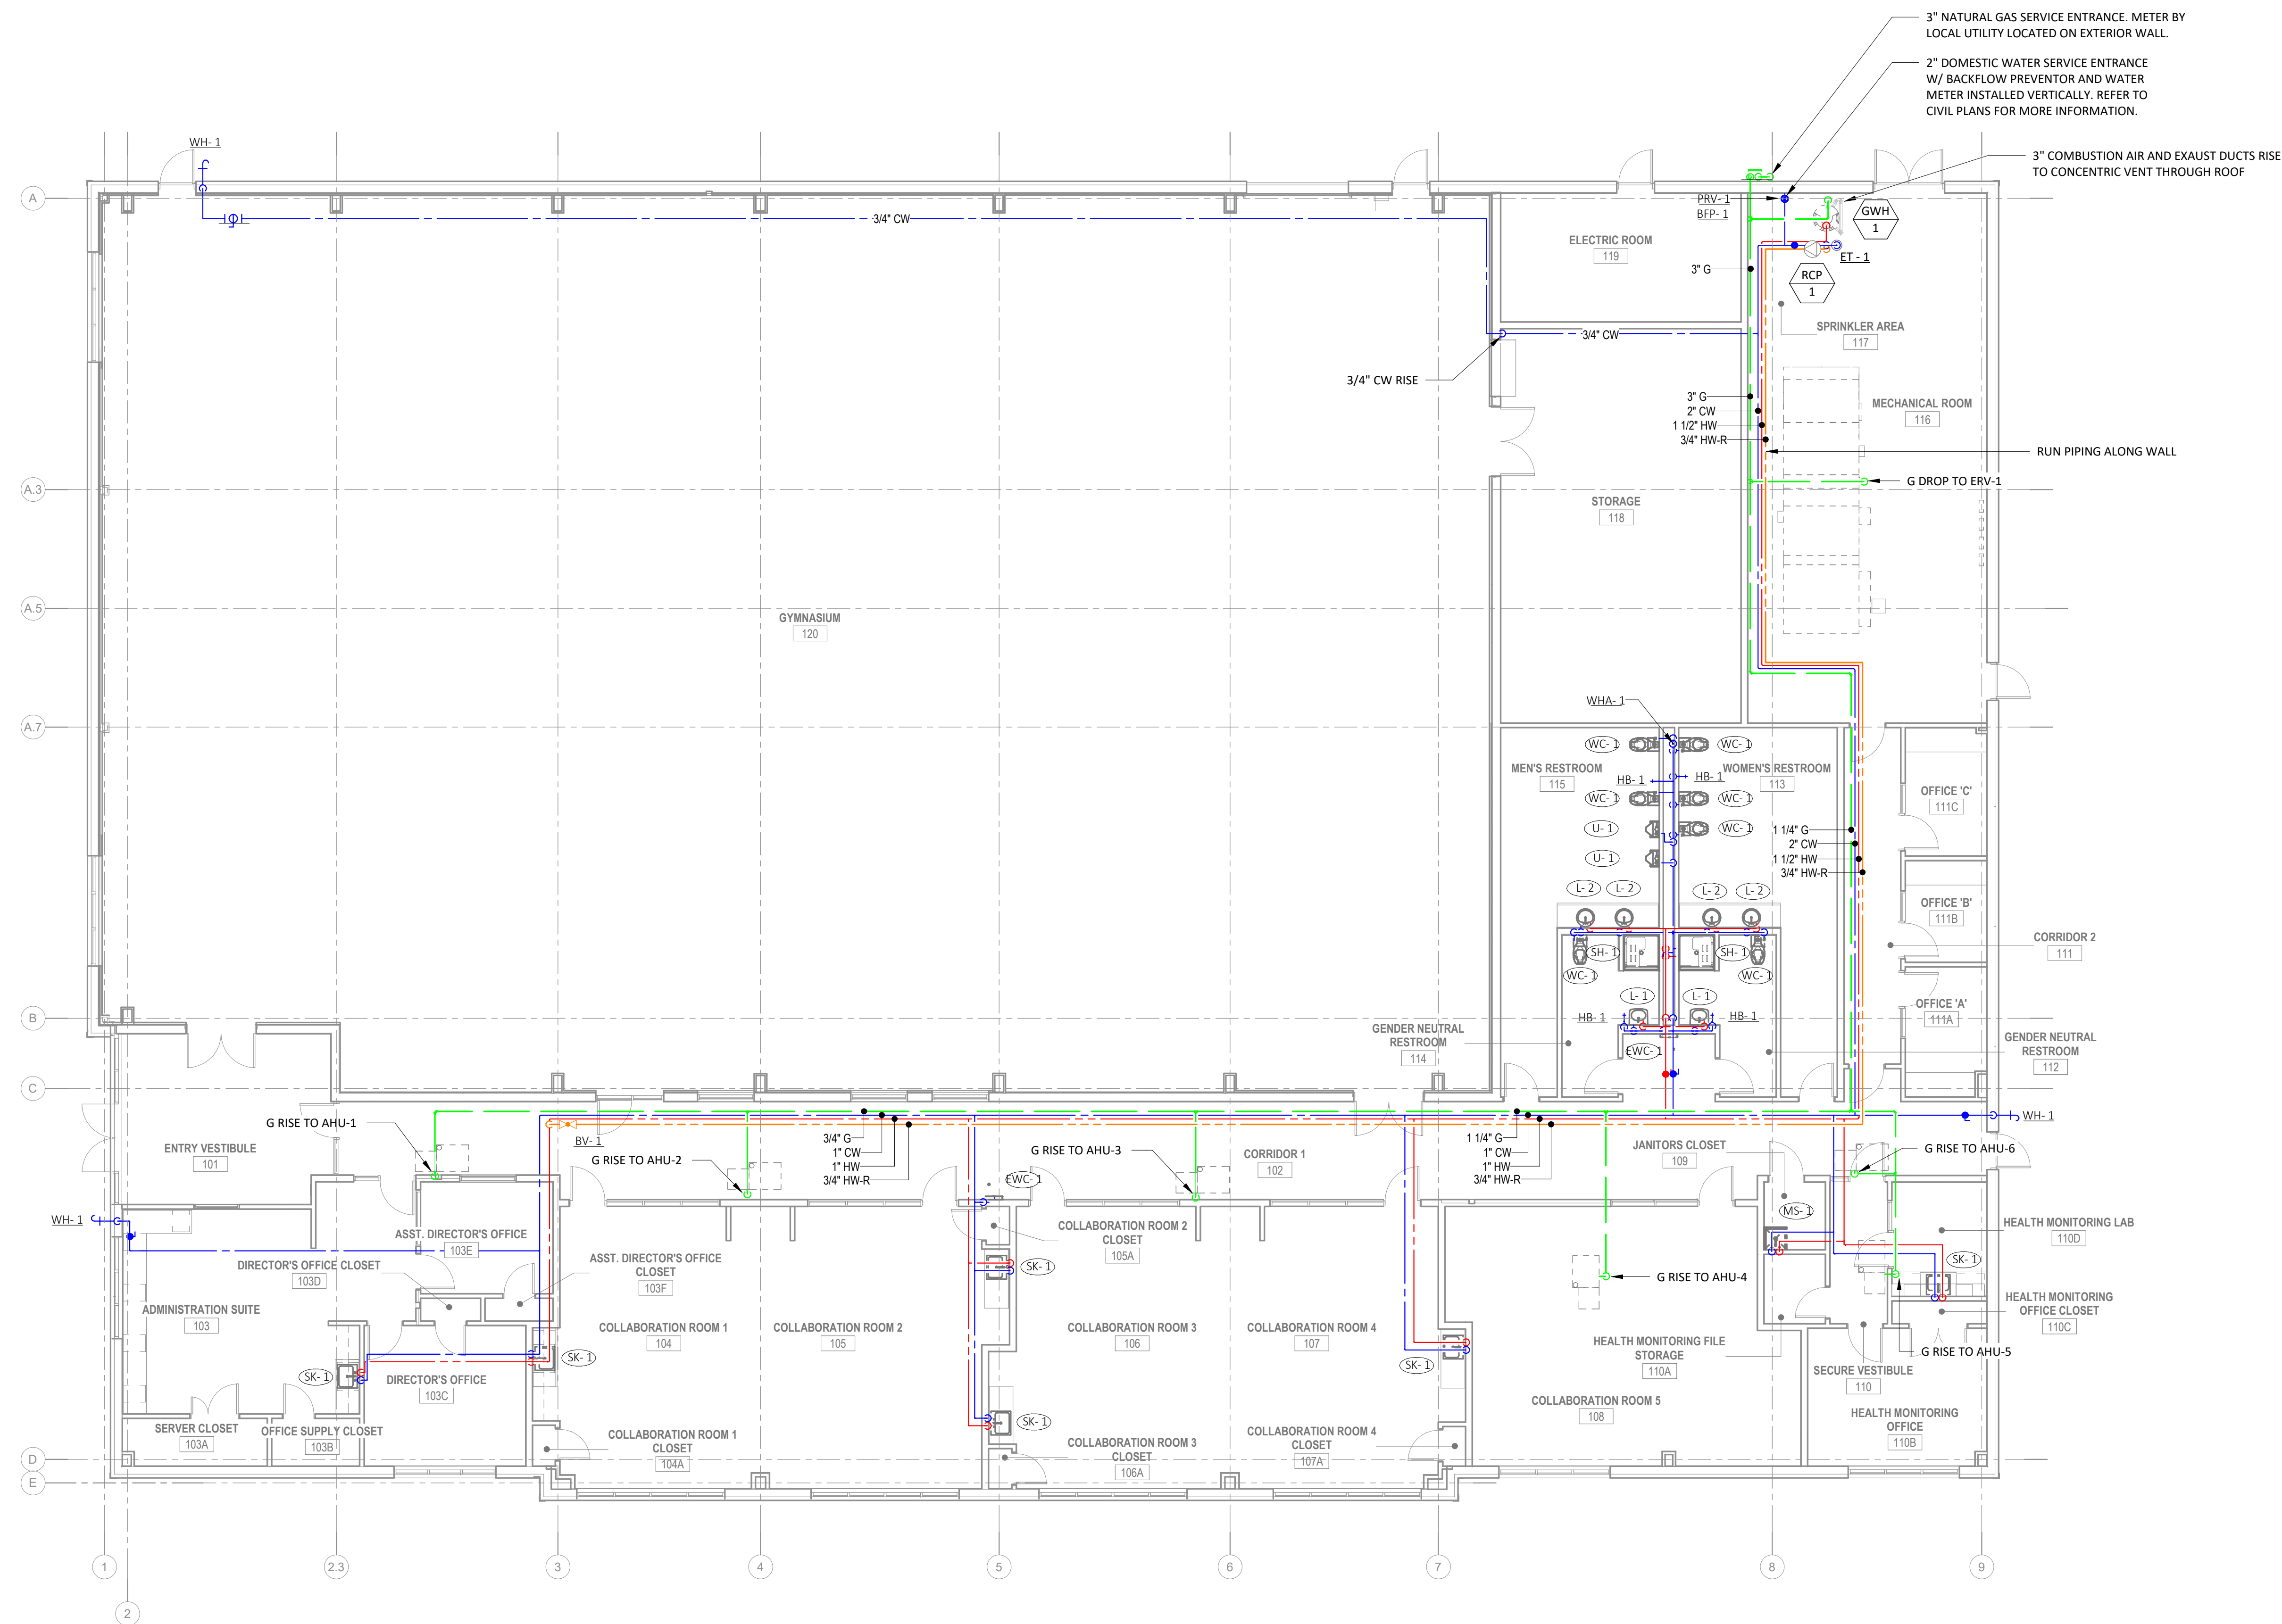 3" NATURAL GAS SERVICE ENTRANCE. METER BY
LOCAL UTILITY LOCATED ON EXTERIOR WALL.
2" DOMESTIC WATER SERVICE ENTRANCE
W/ BACKFLOW PREVENTOR AND WATER
METER INSTALLED VERTICALLY. REFER TO
CIVIL PLANS FOR MORE INFORMATION.
WH- 1
3" COMBUSTION AIR AND EXAUST DUCTS RISE
TO CONCENTRIC VENT THROUGH ROOF
A
PRV- 1
BFP- 1
GWH
1
3/4" CW
ELECTRIC ROOM
119
ET - 1
3" G
RCP
1
SPRINKLER AREA
117
3/4" CW
3/4" CW RISE
3" G
2" CW
1 1/2" HW
3/4" HW-R
MECHANICAL ROOM
116
RUN PIPING ALONG WALL
A.3
G DROP TO ERV-1
STORAGE
118
A.5
GYMNASIUM
120
WHA- 1
A.7
WC- 1
WC- 1
MEN'S RESTROOM
115
WOMEN'S RESTROOM
113
HB- 1
HB- 1
WC- 1
WC- 1
OFFICE 'C'
111C
U- 1
WC- 1
U- 1
1 1/4" G
2" CW
1 1/2" HW
3/4" HW-R
L- 2
L- 2
L- 2
L- 2
OFFICE 'B'
111B
CORRIDOR 2
111
SH- 1
SH- 1
WC- 1
WC- 1
L- 1
L- 1
OFFICE 'A'
111A
B
HB- 1
HB- 1
GENDER NEUTRAL
RESTROOM
114
EWC- 1
GENDER NEUTRAL
RESTROOM
112
C
G RISE TO AHU-1
WH- 1
ENTRY VESTIBULE
101
BV- 1
3/4" G
1" CW
1" HW
3/4" HW-R
G RISE TO AHU-2
G RISE TO AHU-3
CORRIDOR 1
102
1 1/4" G
1" CW
1" HW
3/4" HW-R
JANITORS CLOSET
109
G RISE TO AHU-6
EWC- 1
WH- 1
MS- 1
ASST. DIRECTOR'S OFFICE
103E
COLLABORATION ROOM 2
CLOSET
105A
HEALTH MONITORING LAB
110D
DIRECTOR'S OFFICE CLOSET
103D
ASST. DIRECTOR'S OFFICE
CLOSET
103F
SK- 1
SK- 1
G RISE TO AHU-4
ADMINISTRATION SUITE
103
HEALTH MONITORING
OFFICE CLOSET
110C
COLLABORATION ROOM 1
104
COLLABORATION ROOM 2
105
COLLABORATION ROOM 3
106
COLLABORATION ROOM 4
107
HEALTH MONITORING FILE
STORAGE
110A
G RISE TO AHU-5
SK- 1
SK- 1
SK- 1
DIRECTOR'S OFFICE
103C
SECURE VESTIBULE
110
COLLABORATION ROOM 5
108
SK- 1
HEALTH MONITORING
OFFICE
110B
SERVER CLOSET
103A
OFFICE SUPPLY CLOSET
103B
COLLABORATION ROOM 1
CLOSET
104A
COLLABORATION ROOM 3
CLOSET
106A
COLLABORATION ROOM 4
CLOSET
107A
D
E
1
2.3
3
4
5
6
7
8
9
2